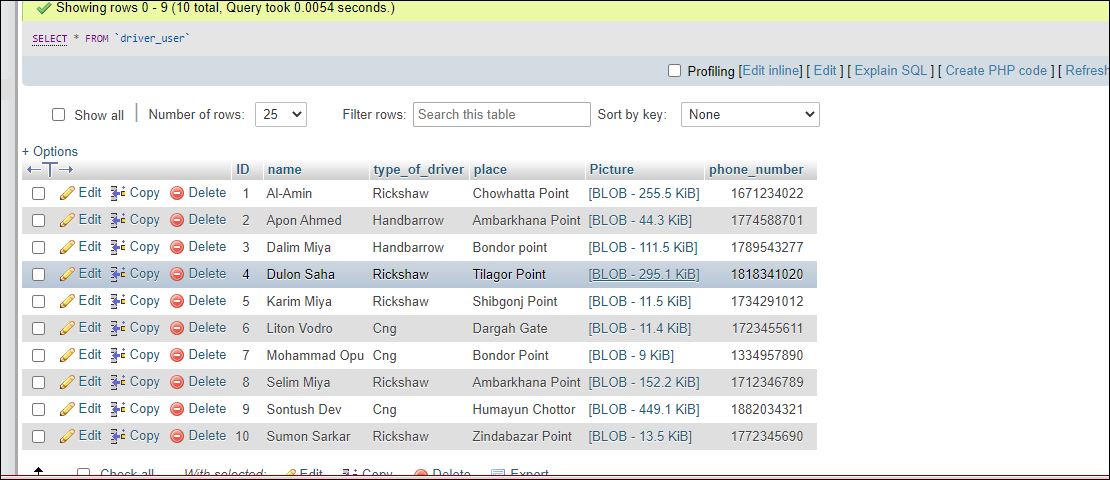 Showing rows 0 - 9 (10 total, Query took 0.0054 seconds.)
SELECT * FROM `driver_user`
Profiling [Edit inline] [ Edit ] [ Explain SQL ] [ Create PHP code ] [ Refresh
Show all | Number of rows: 25 Filter rows: Search this table Sort by key: None
+ Options
←T→ ID name type_of_driver place Picture phone_number
Edit Copy Delete 1 Al-Amin Rickshaw Chowhatta Point [BLOB - 255.5 KiB] 1671234022
Edit Copy Delete 2 Apon Ahmed Handbarrow Ambarkhana Point [BLOB - 44.3 KiB] 1774588701
Edit Copy Delete 3 Dalim Miya Handbarrow Bondor point [BLOB - 111.5 KiB] 1789543277
Edit Copy Delete 4 Dulon Saha Rickshaw Tilagor Point [BLOB - 295.1 KiB] 1818341020
Edit Copy Delete 5 Karim Miya Rickshaw Shibgonj Point [BLOB - 11.5 KiB] 1734291012
Edit Copy Delete 6 Liton Vodro Cng Dargah Gate [BLOB - 11.4 KiB] 1723455611
Edit Copy Delete 7 Mohammad Opu Cng Bondor Point [BLOB - 9 KiB] 1334957890
Edit Copy Delete 8 Selim Miya Rickshaw Ambarkhana Point [BLOB - 152.2 KiB] 1712346789
Edit Copy Delete 9 Sontush Dev Cng Humayun Chottor [BLOB - 449.1 KiB] 1882034321
Edit Copy Delete 10 Sumon Sarkar Rickshaw Zindabazar Point [BLOB - 13.5 KiB] 1772345690
Check all With selected: Edit Copy Delete Export